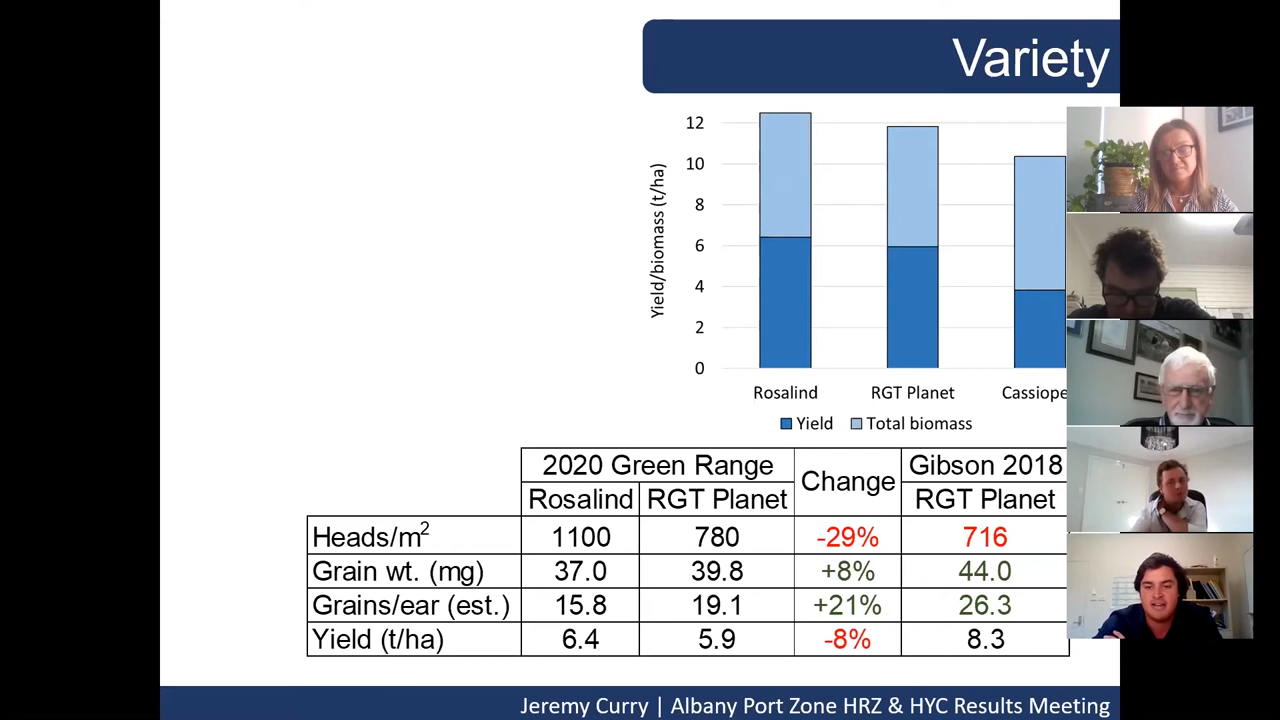 Variety
Yield/biomass (t/ha)
12
10
8
6
4
2
0
Rosalind RGT Planet Cassiope
Yield Total biomass
2020 Green Range Change Gibson 2018
Rosalind RGT Planet RGT Planet
Heads/m² 1100 780 -29% 716
Grain wt. (mg) 37.0 39.8 +8% 44.0
Grains/ear (est.) 15.8 19.1 +21% 26.3
Yield (t/ha) 6.4 5.9 -8% 8.3
Jeremy Curry | Albany Port Zone HRZ & HYC Results Meeting